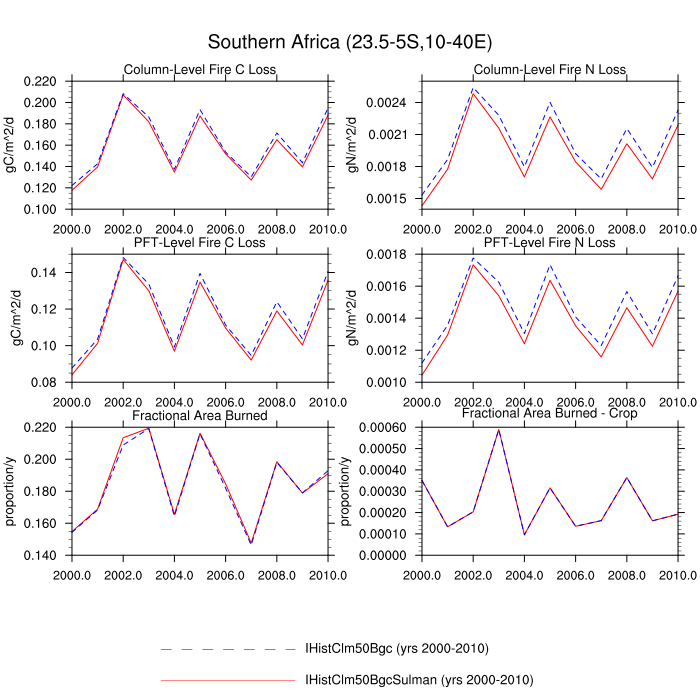 Southern Africa (23.5-5S,10-40E)
Column-Level Fire C Loss
gC/m^2/d
0.220
0.200
0.180
0.160
0.140
0.120
0.100
2000.0 2002.0 2004.0 2006.0 2008.0 2010.0
Column-Level Fire N Loss
gN/m^2/d
0.0024
0.0021
0.0018
0.0015
2000.0 2002.0 2004.0 2006.0 2008.0 2010.0
PFT-Level Fire C Loss
gC/m^2/d
0.14
0.12
0.10
0.08
2000.0 2002.0 2004.0 2006.0 2008.0 2010.0
PFT-Level Fire N Loss
gN/m^2/d
0.0018
0.0016
0.0014
0.0012
0.0010
2000.0 2002.0 2004.0 2006.0 2008.0 2010.0
Fractional Area Burned
proportion/y
0.220
0.200
0.180
0.160
0.140
2000.0 2002.0 2004.0 2006.0 2008.0 2010.0
Fractional Area Burned - Crop
proportion/y
0.00060
0.00040
0.00030
0.00020
0.00010
0.00000
2000.0 2002.0 2004.0 2006.0 2008.0 2010.0
IHistClm50Bgc (yrs 2000-2010)
IHistClm50BgcSulman (yrs 2000-2010)